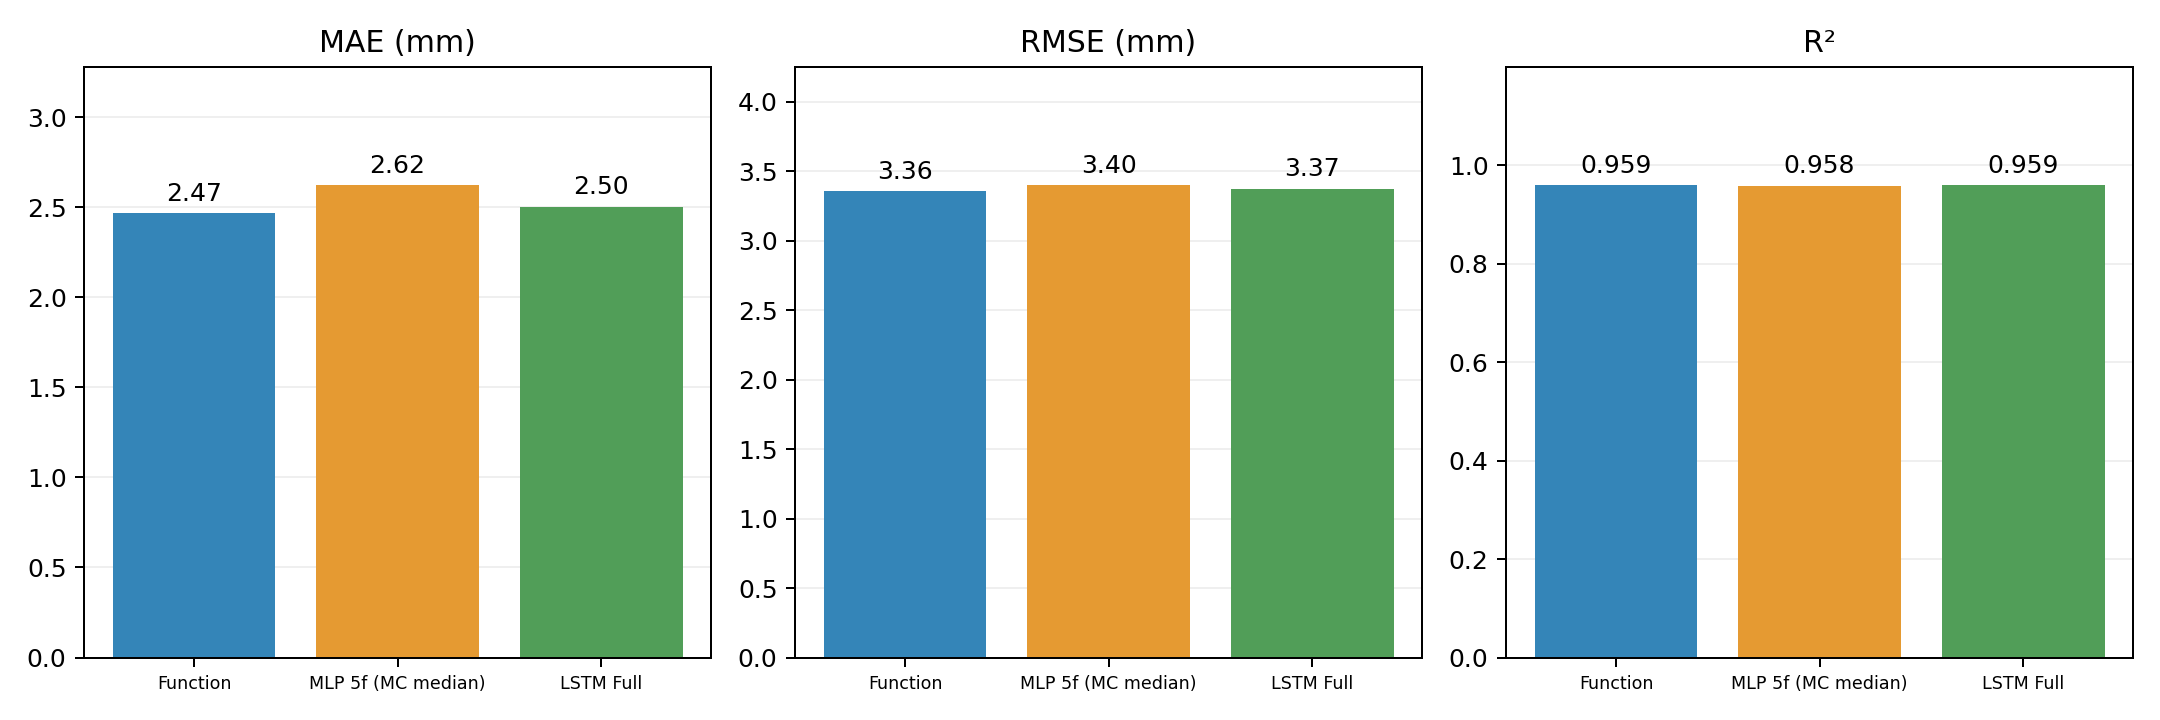 MAE (mm)
3.0
2.5
2.0
1.5
1.0
0.5
0.0
2.47
2.62
2.50
Function
MLP 5f (MC median)
LSTM Full
RMSE (mm)
4.0
3.5
3.0
2.5
2.0
1.5
1.0
0.5
0.0
3.36
3.40
3.37
Function
MLP 5f (MC median)
LSTM Full
R²
1.0
0.8
0.6
0.4
0.2
0.0
0.959
0.958
0.959
Function
MLP 5f (MC median)
LSTM Full